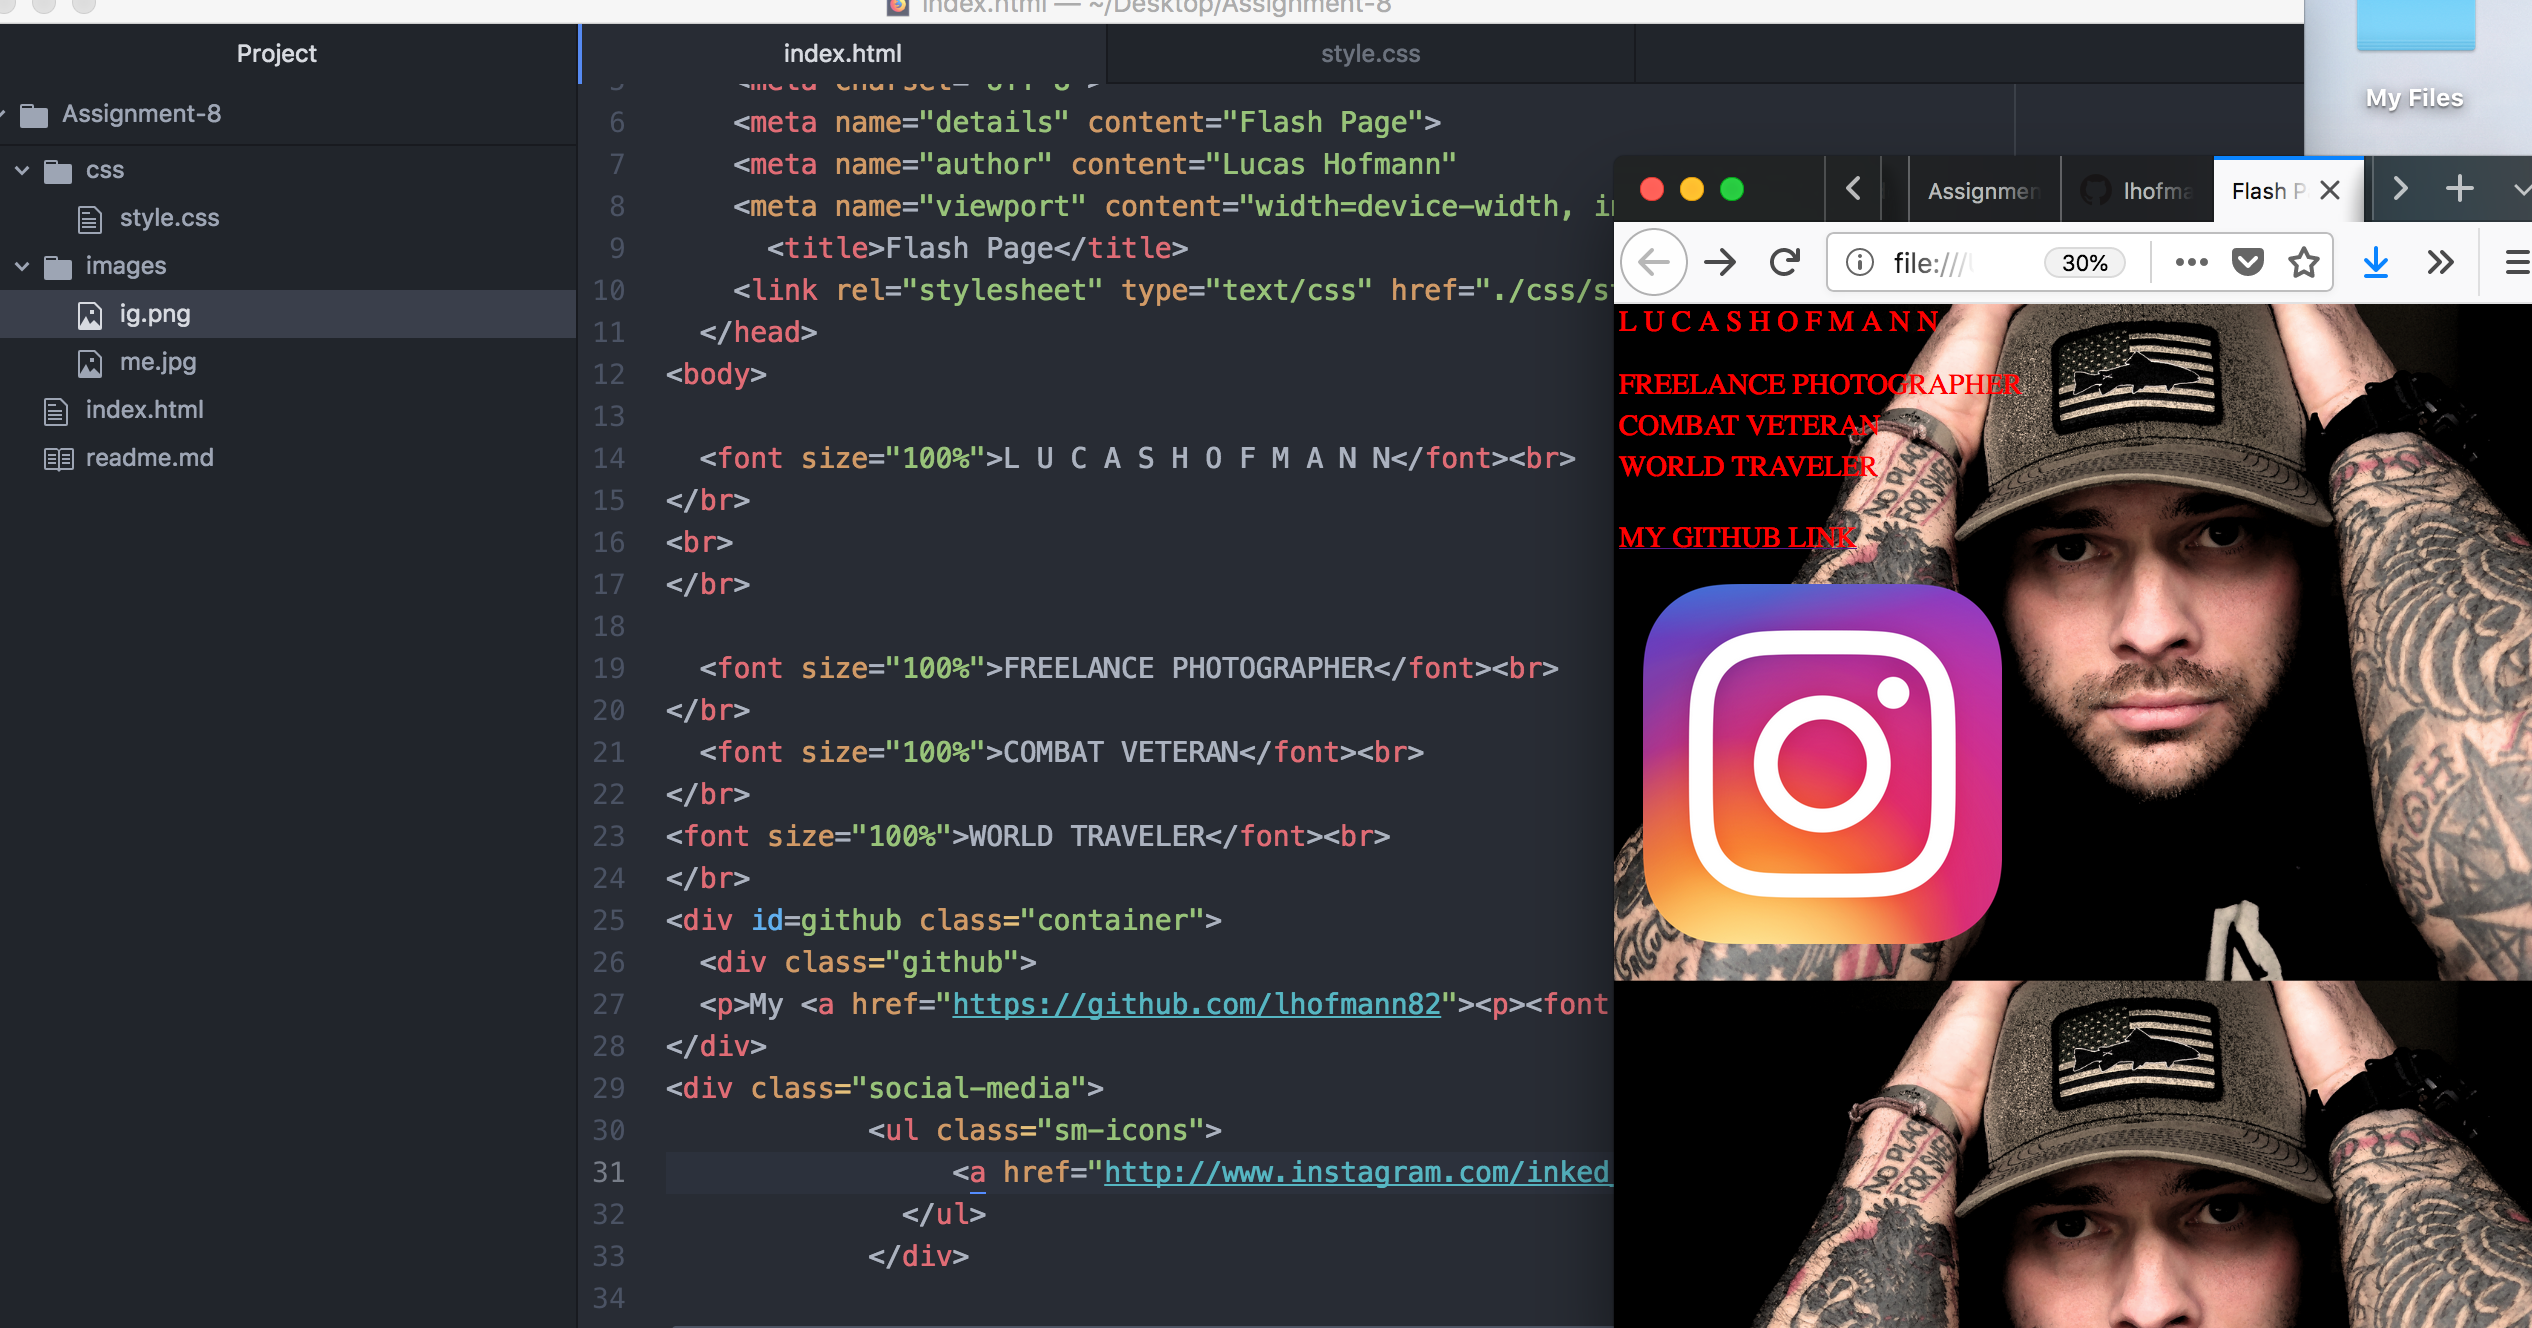 index.html — ~/Desktop/Assignment-8
Project
index.html
style.css
Assignment-8
css
style.css
images
ig.png
me.jpg
index.html
readme.md
6 <meta name="details" content="Flash Page">
7 <meta name="author" content="Lucas Hofmann"
8 <meta name="viewport" content="width=device-width,
9 <title>Flash Page</title>
10 <link rel="stylesheet" type="text/css" href="./css/s
11 </head>
12 <body>
13
14 <font size="100%">L U C A S H O F M A N N</font><br>
15 </br>
16 <br>
17 </br>
18
19 <font size="100%">FREELANCE PHOTOGRAPHER</font><br>
20 </br>
21 <font size="100%">COMBAT VETERAN</font><br>
22 </br>
23 <font size="100%">WORLD TRAVELER</font><br>
24 </br>
25 <div id=github class="container">
26 <div class="github">
27 <p>My <a href="https://github.com/lhofmann82"><p><font
28 </div>
29 <div class="social-media">
30 <ul class="sm-icons">
31 <a href="http://www.instagram.com/inked_
32 </ul>
33 </div>
34
My Files
Assignmen
lhofma
Flash P
file:///
30%
L U C A S H O F M A N N
FREELANCE PHOTOGRAPHER
COMBAT VETERAN
WORLD TRAVELER
MY GITHUB LINK
NO PLACE
FOR SHEEP
NO PLACE
FOR SHEEP